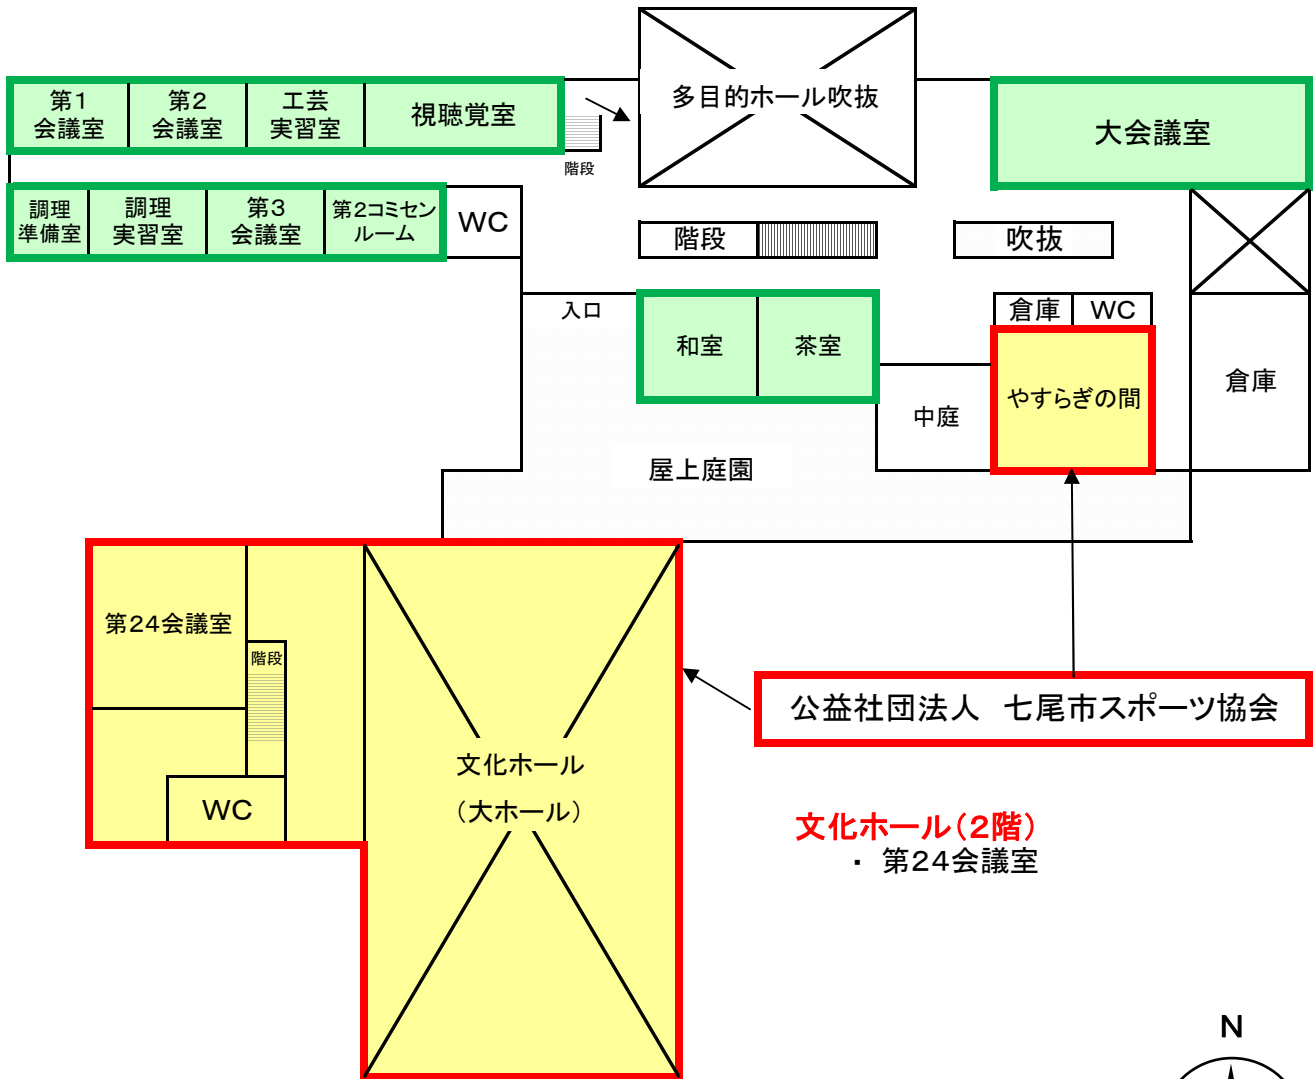 多目的ホール吹抜
第1
会議室
第2
会議室
工芸
実習室
視聴覚室
大会議室
階段
調理
準備室
調理
実習室
第3
会議室
第2コミセン
ルーム
WC
階段
吹抜
入口
倉庫
WC
和室
茶室
やすらぎの間
倉庫
中庭
屋上庭園
第24会議室
階段
公益社団法人　七尾市スポーツ協会
文化ホール
（大ホール）
WC
文化ホール（2階）
・ 第24会議室
N